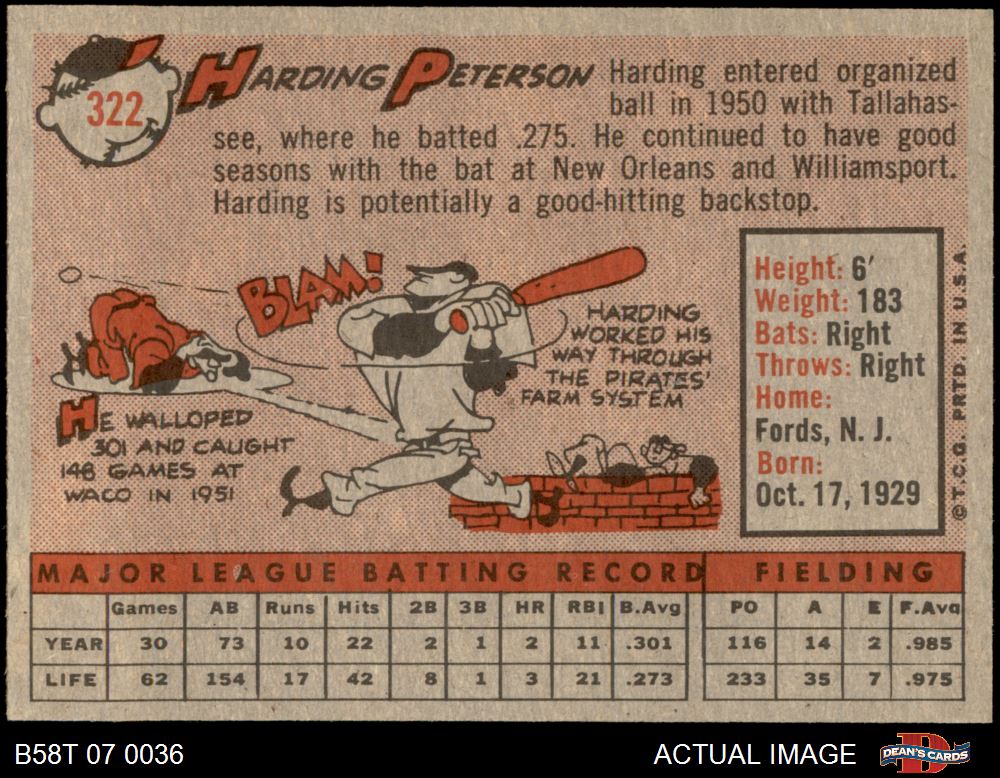 322
HARDING PETERSON
Harding entered organized
ball in 1950 with Tallahas-
see, where he batted .275. He continued to have good
seasons with the bat at New Orleans and Williamsport.
Harding is potentially a good-hitting backstop.
BLAM!
HE WALLOPED
301 AND CAUGHT
148 GAMES AT
WACO IN 1951
HARDING
WORKED HIS
WAY THROUGH
THE PIRATES'
FARM SYSTEM
Height: 6'
Weight: 183
Bats: Right
Throws: Right
Home:
Fords, N. J.
Born:
Oct. 17, 1929
© T.C.G. PRTD. IN U.S.A.
MAJOR LEAGUE BATTING RECORD FIELDING
Games AB Runs Hits 2B 3B HR RBI B.Avg PO A E F.Avg
YEAR 30 73 10 22 2 1 2 11 .301 116 14 2 .985
LIFE 62 154 17 42 8 1 3 21 .273 233 35 7 .975
B58T 07 0036 ACTUAL IMAGE DEAN'S CARDS